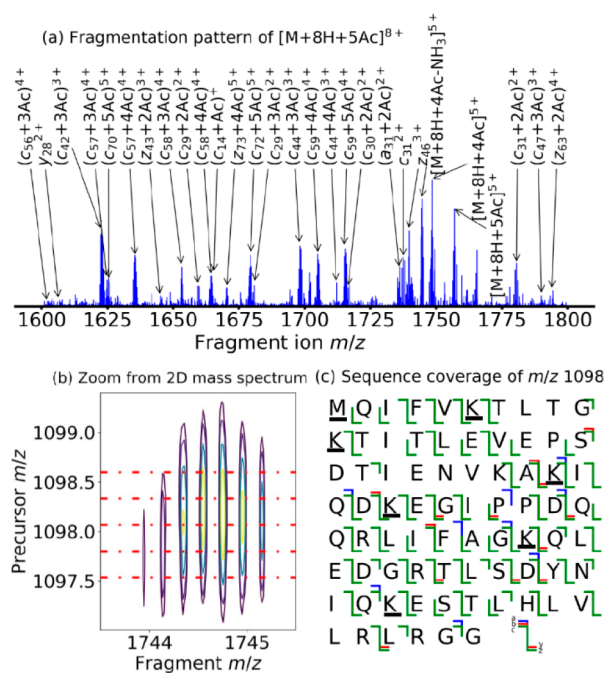 (a) Fragmentation pattern of [M+8H+5Ac]⁸⁺
(c₅₆+3Ac)⁴⁺
y₂₈²⁺
(c₄₂+3Ac)³⁺
(c₅₇+3Ac)⁴⁺
(c₇₀+5Ac)⁵⁺
(c₅₇+4Ac)⁴⁺
(z₄₃+2Ac)³⁺
(c₅₈+3Ac)⁴⁺
(c₂₉+2Ac)²⁺
(c₅₈+4Ac)⁴⁺
(c₁₄+Ac)⁺
(z₇₃+4Ac)⁵⁺
(c₇₂+5Ac)⁵⁺
(c₂₉+3Ac)²⁺
(c₄₄+3Ac)³⁺
(c₅₉+4Ac)⁴⁺
(c₄₄+4Ac)³⁺
(c₅₉+5Ac)⁴⁺
(c₃₀+2Ac)²⁺
(a₃₁+2Ac)²⁺
c₃₁²⁺
z₄₆³⁺
[M+8H+4Ac-NH₃]⁵⁺
[M+8H+4Ac]⁵⁺
[M+8H+5Ac]⁵⁺
(c₃₁+2Ac)²⁺
(c₄₇+3Ac)³⁺
(z₆₃+2Ac)⁴⁺
1600 1625 1650 1675 1700 1725 1750 1775 1800
Fragment ion m/z
(b) Zoom from 2D mass spectrum
Precursor m/z
1099.0
1098.5
1098.0
1097.5
1744 1745
Fragment m/z
(c) Sequence coverage of m/z 1098
M Q I F V K T L T G
K T I T L E V E P S
D T I E N V K A K I
Q D K E G I P P D Q
Q R L I F A G K Q L
E D G R T L S D Y N
I Q K E S T L H L V
L R L R G G
a
b
c
y
z